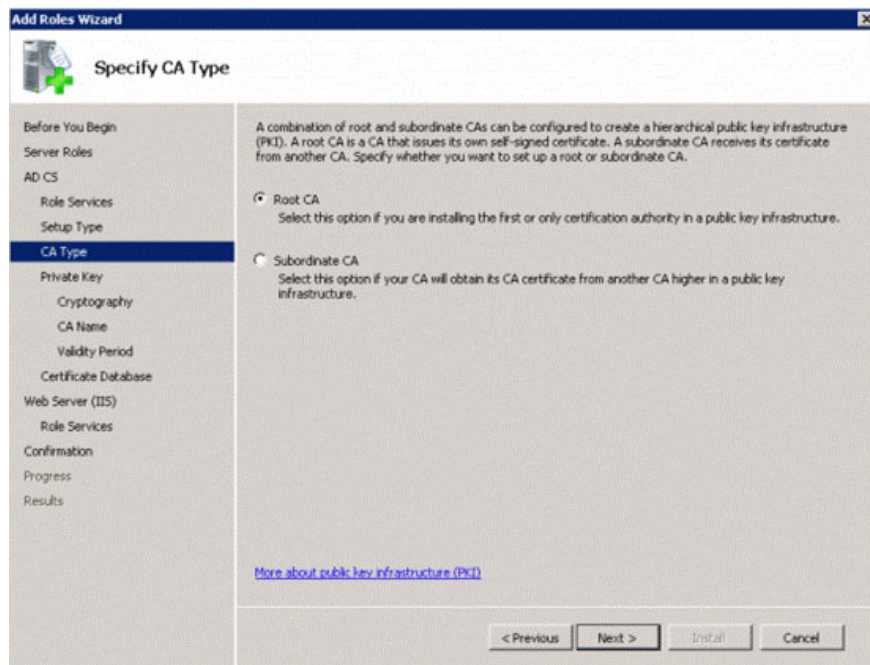 Add Roles Wizard
Specify CA Type
Before You Begin
Server Roles
AD CS
Role Services
Setup Type
CA Type
Private Key
Cryptography
CA Name
Validity Period
Certificate Database
Web Server (IIS)
Role Services
Confirmation
Progress
Results
A combination of root and subordinate CAs can be configured to create a hierarchical public key infrastructure
(PKI). A root CA is a CA that issues its own self-signed certificate. A subordinate CA receives its certificate
from another CA. Specify whether you want to set up a root or subordinate CA.
Root CA
Select this option if you are installing the first or only certification authority in a public key infrastructure.
Subordinate CA
Select this option if your CA will obtain its CA certificate from another CA higher in a public key
infrastructure.
More about public key infrastructure (PKI)
< Previous
Next >
Install
Cancel